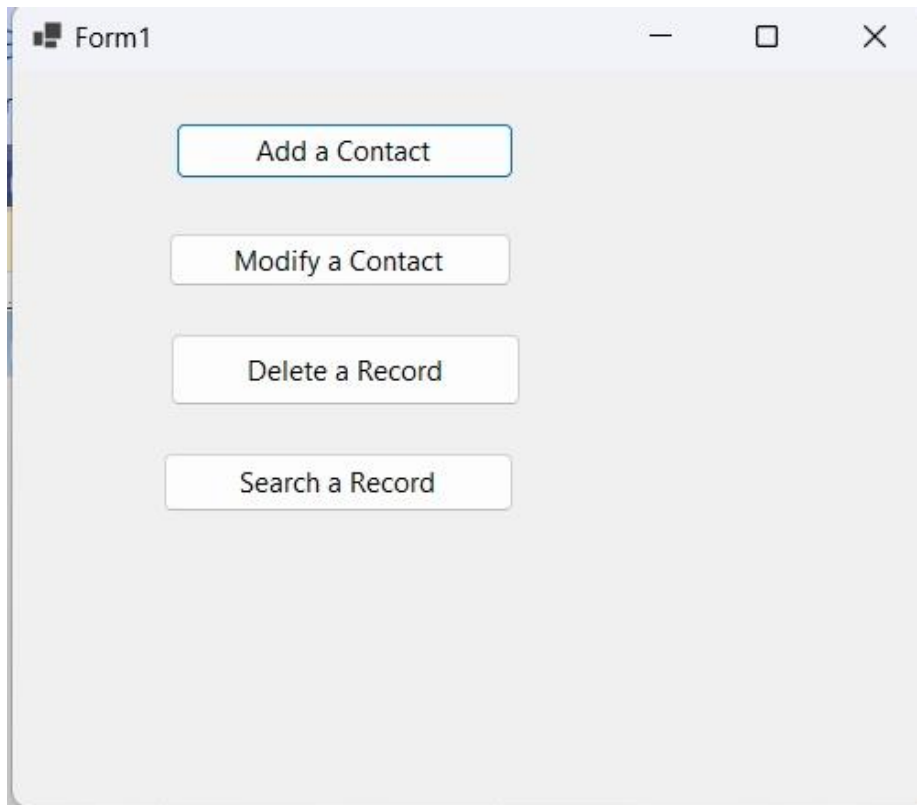 Form1
Add a Contact
Modify a Contact
Delete a Record
Search a Record